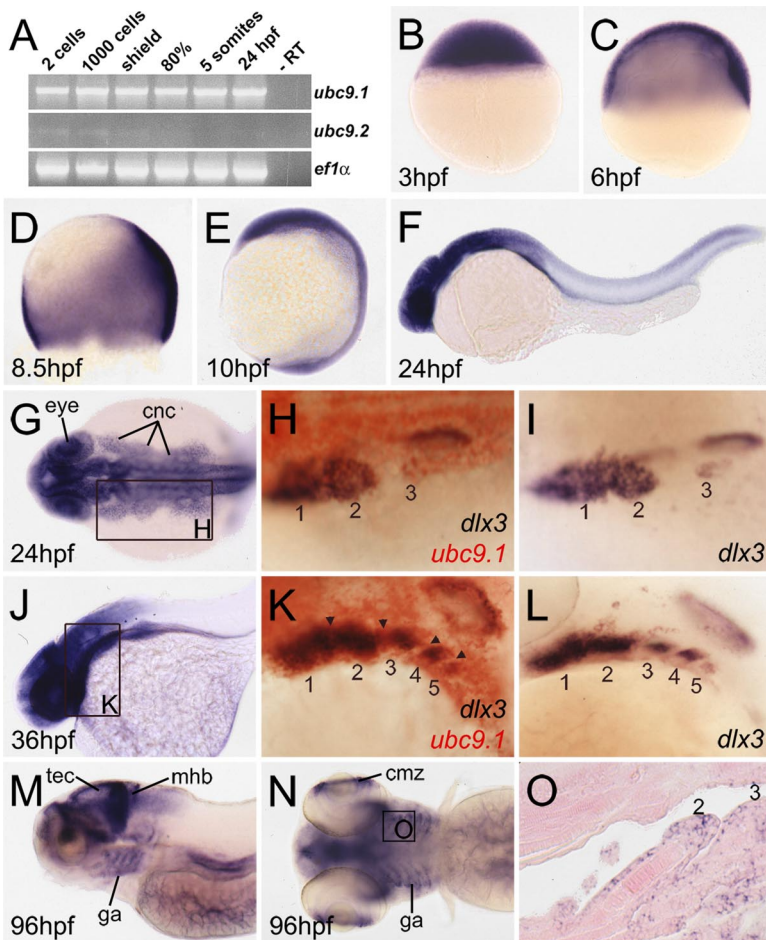 A
2 cells
1000 cells
shield
80%
5 somites
24 hpf
- RT
ubc9.1
ubc9.2
ef1α
B
3hpf
C
6hpf
D
8.5hpf
E
10hpf
F
24hpf
G
eye
cnc
H
24hpf
H
1
2
3
dlx3
ubc9.1
I
1
2
3
dlx3
J
K
36hpf
K
1
2
3
4
5
dlx3
ubc9.1
L
1
2
3
4
5
dlx3
M
tec
mhb
ga
96hpf
N
cmz
O
ga
96hpf
O
2
3